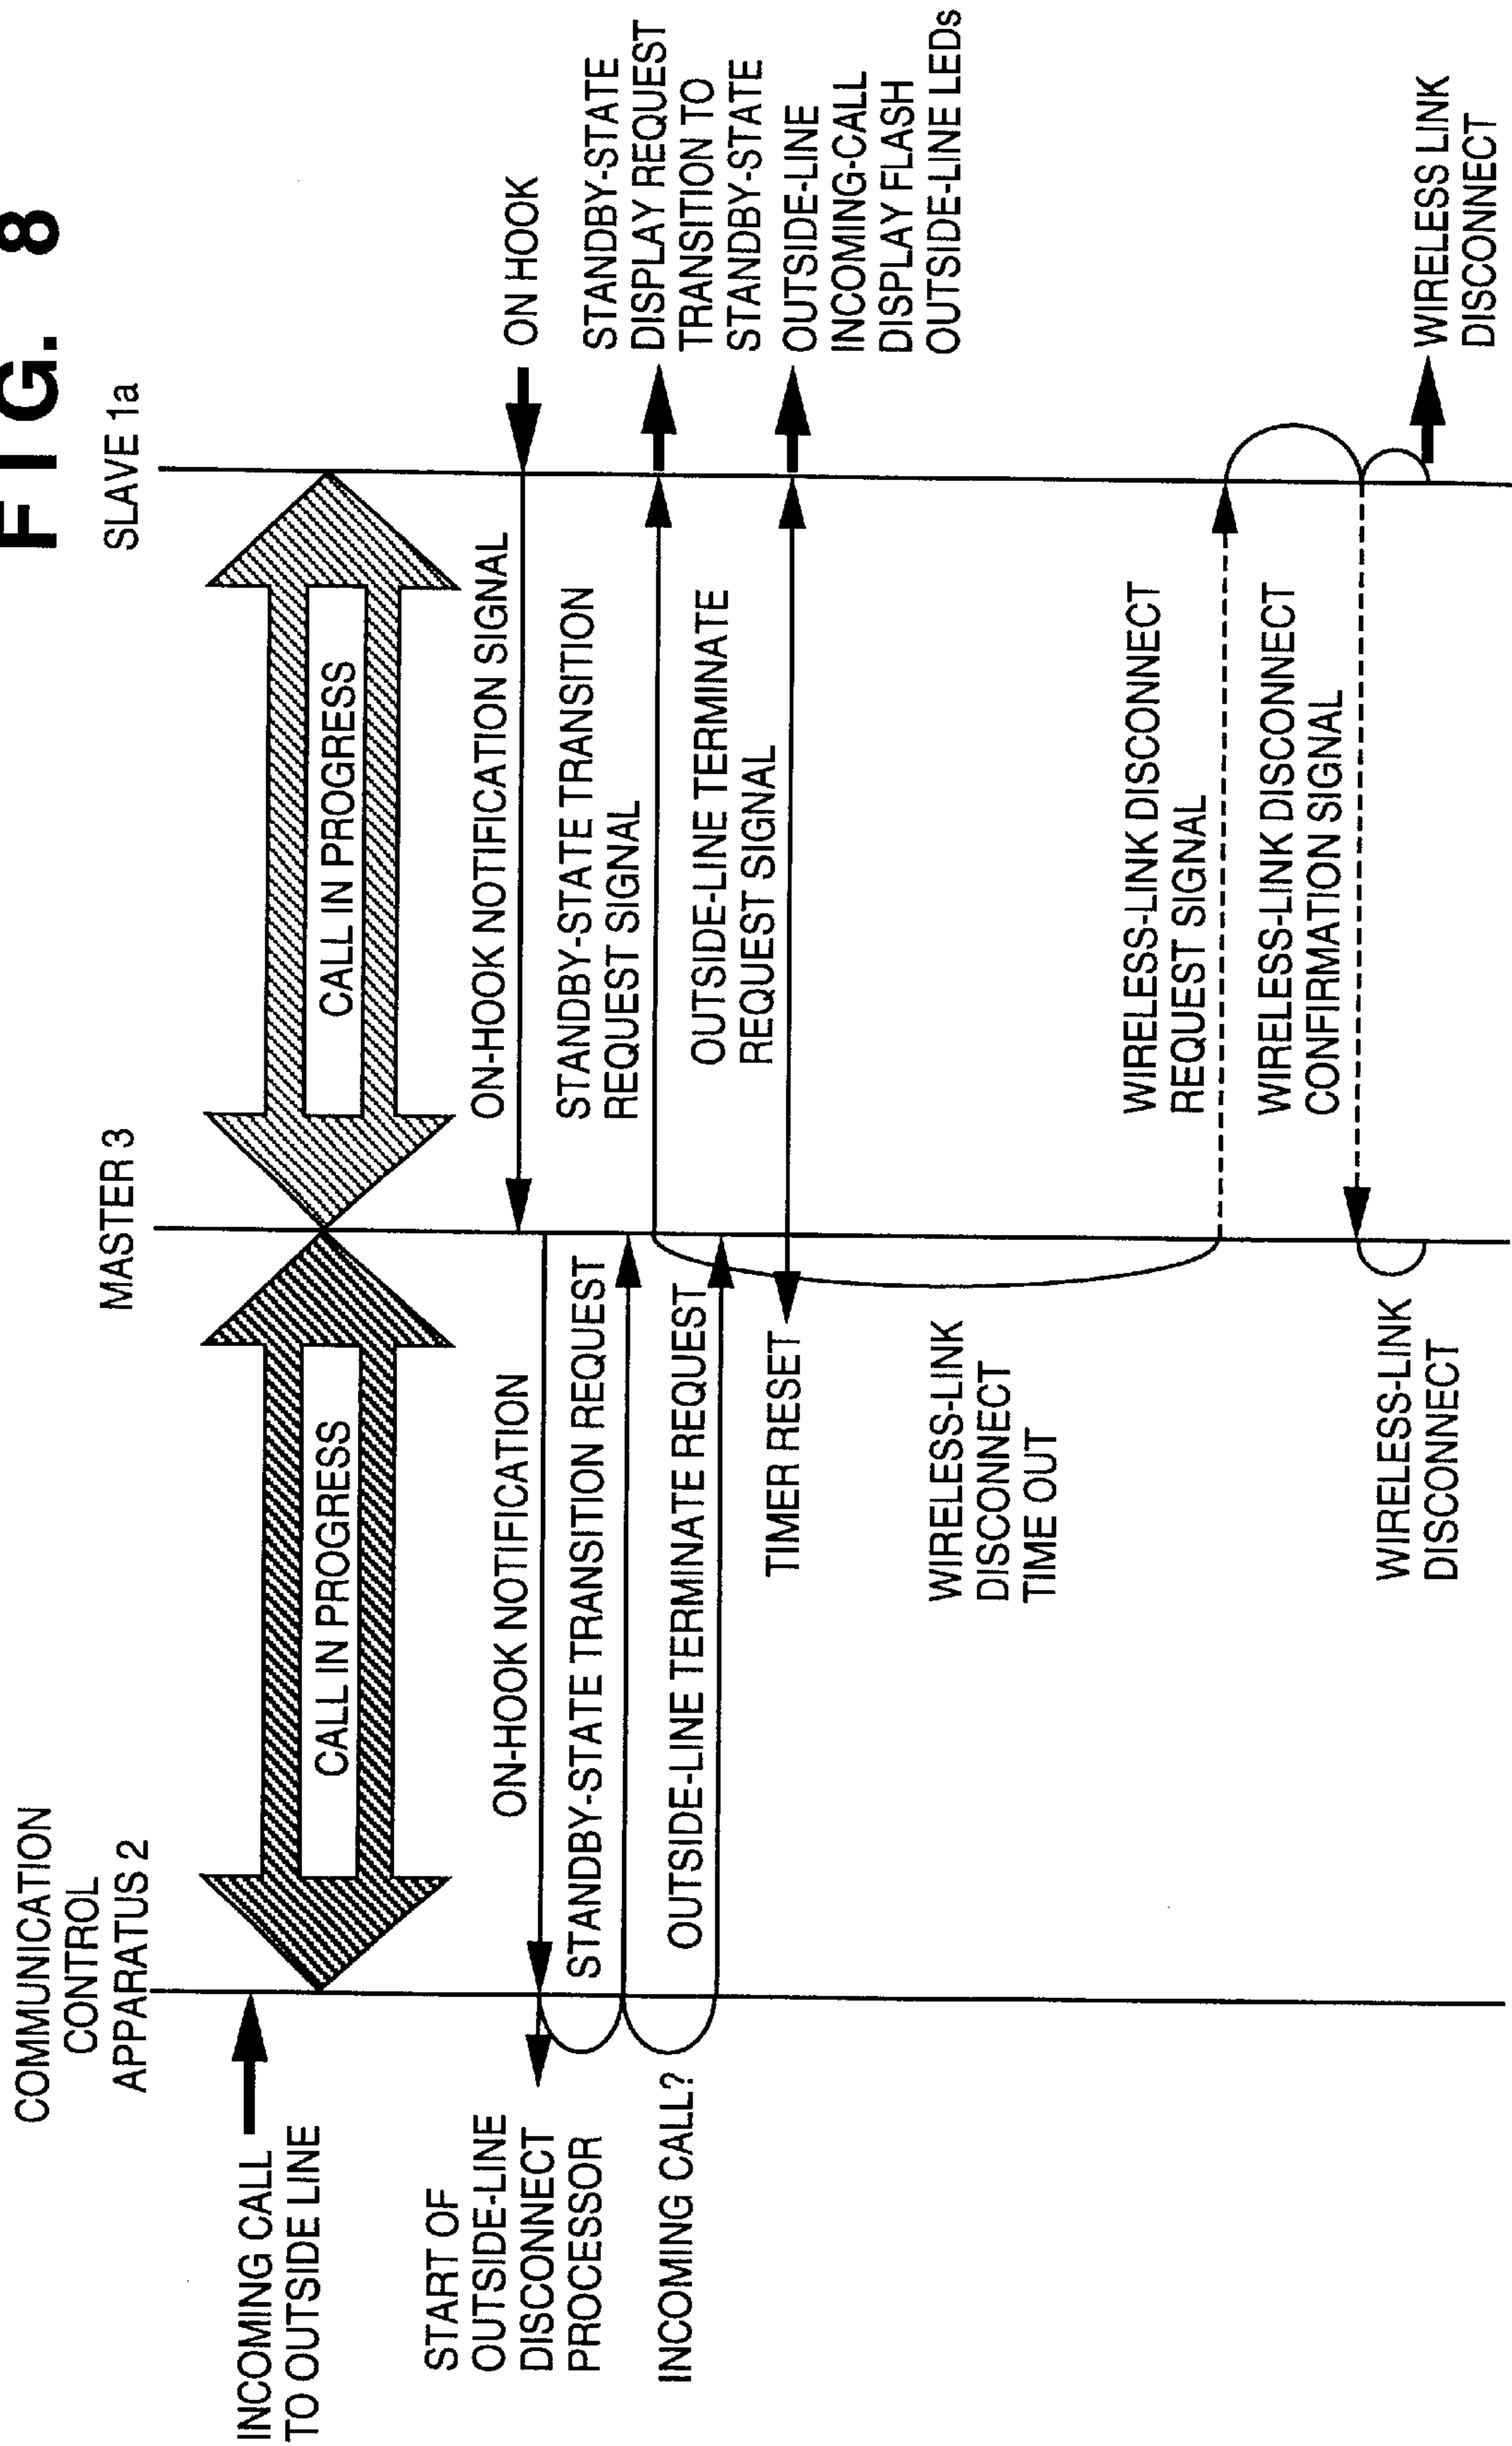 FIG. 8
COMMUNICATION
CONTROL
APPARATUS 2
MASTER 3
SLAVE 1a
INCOMING CALL
TO OUTSIDE LINE
CALL IN PROGRESS
CALL IN PROGRESS
ON HOOK
ON-HOOK NOTIFICATION SIGNAL
ON-HOOK NOTIFICATION
START OF
OUTSIDE-LINE
DISCONNECT
PROCESSOR
STANDBY-STATE TRANSITION REQUEST
STANDBY-STATE TRANSITION
REQUEST SIGNAL
STANDBY-STATE
DISPLAY REQUEST
TRANSITION TO
STANDBY-STATE
INCOMING CALL?
OUTSIDE-LINE TERMINATE REQUEST
OUTSIDE-LINE TERMINATE
REQUEST SIGNAL
OUTSIDE-LINE
INCOMING-CALL
DISPLAY FLASH
OUTSIDE-LINE LEDs
TIMER RESET
WIRELESS-LINK
DISCONNECT
TIME OUT
WIRELESS-LINK DISCONNECT
REQUEST SIGNAL
WIRELESS-LINK DISCONNECT
CONFIRMATION SIGNAL
WIRELESS-LINK
DISCONNECT
WIRELESS LINK
DISCONNECT